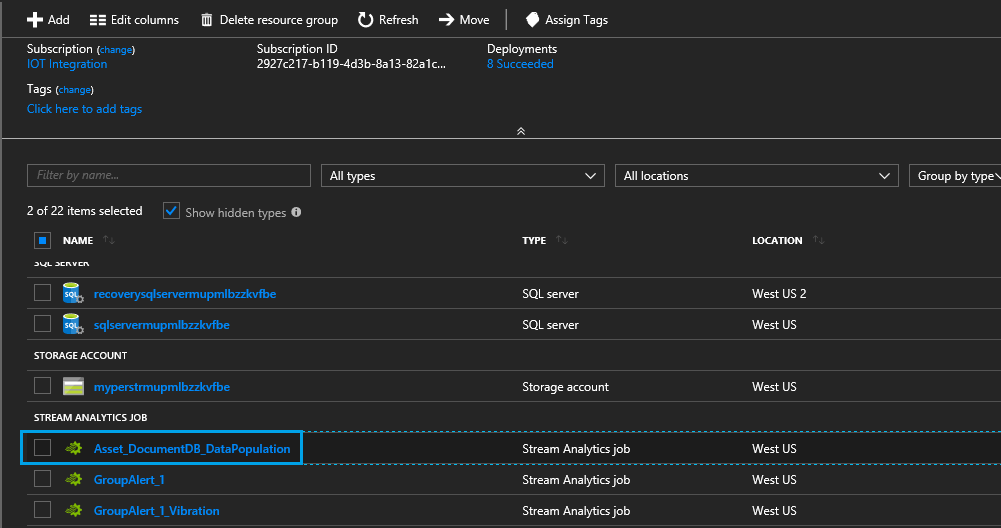 Add Edit columns Delete resource group Refresh Move Assign Tags
Subscription (change) Subscription ID Deployments
IOT Integration 2927c217-b119-4d3b-8a13-82a1c... 8 Succeeded
Tags (change)
Click here to add tags
Filter by name... All types All locations Group by type
2 of 22 items selected Show hidden types
NAME TYPE LOCATION
SQL SERVER
recoverysqlservermupmlbzzkvfbe SQL server West US 2
sqlservermupmlbzzkvfbe SQL server West US
STORAGE ACCOUNT
myperstrmupmlbzzkvfbe Storage account West US
STREAM ANALYTICS JOB
Asset_DocumentDB_DataPopulation Stream Analytics job West US
GroupAlert_1 Stream Analytics job West US
GroupAlert_1_Vibration Stream Analytics job West US